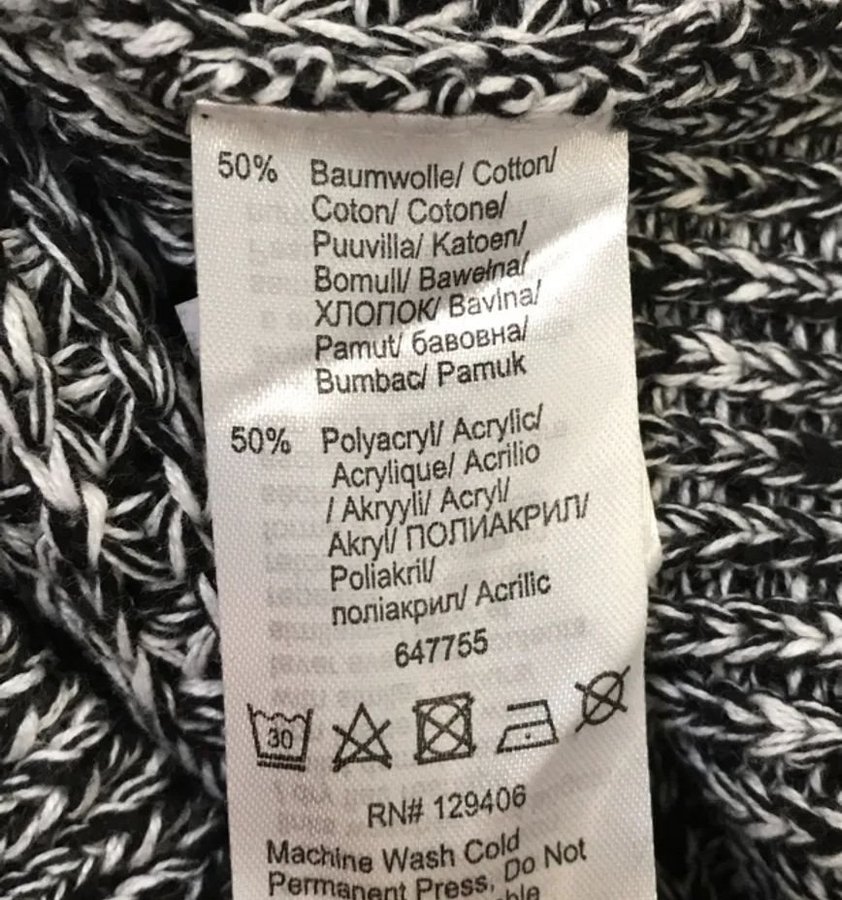 50% Baumwolle/ Cotton/
Coton/ Cotone/
Puuvilla/ Katoen/
Bomull/ Bawełna/
ХЛОПОК/ Bavlna/
Pamut/ бавовна/
Bumbac/ Pamuk
50% Polyacryl/ Acrylic/
Acrylique/ Acrilio
/ Akryyli/ Acryl/
Akryl/ ПОЛИАКРИЛ/
Poliakril/
поліакрил/ Acrilic
647755
30
RN# 129406
Machine Wash Cold
Permanent Press, Do Not